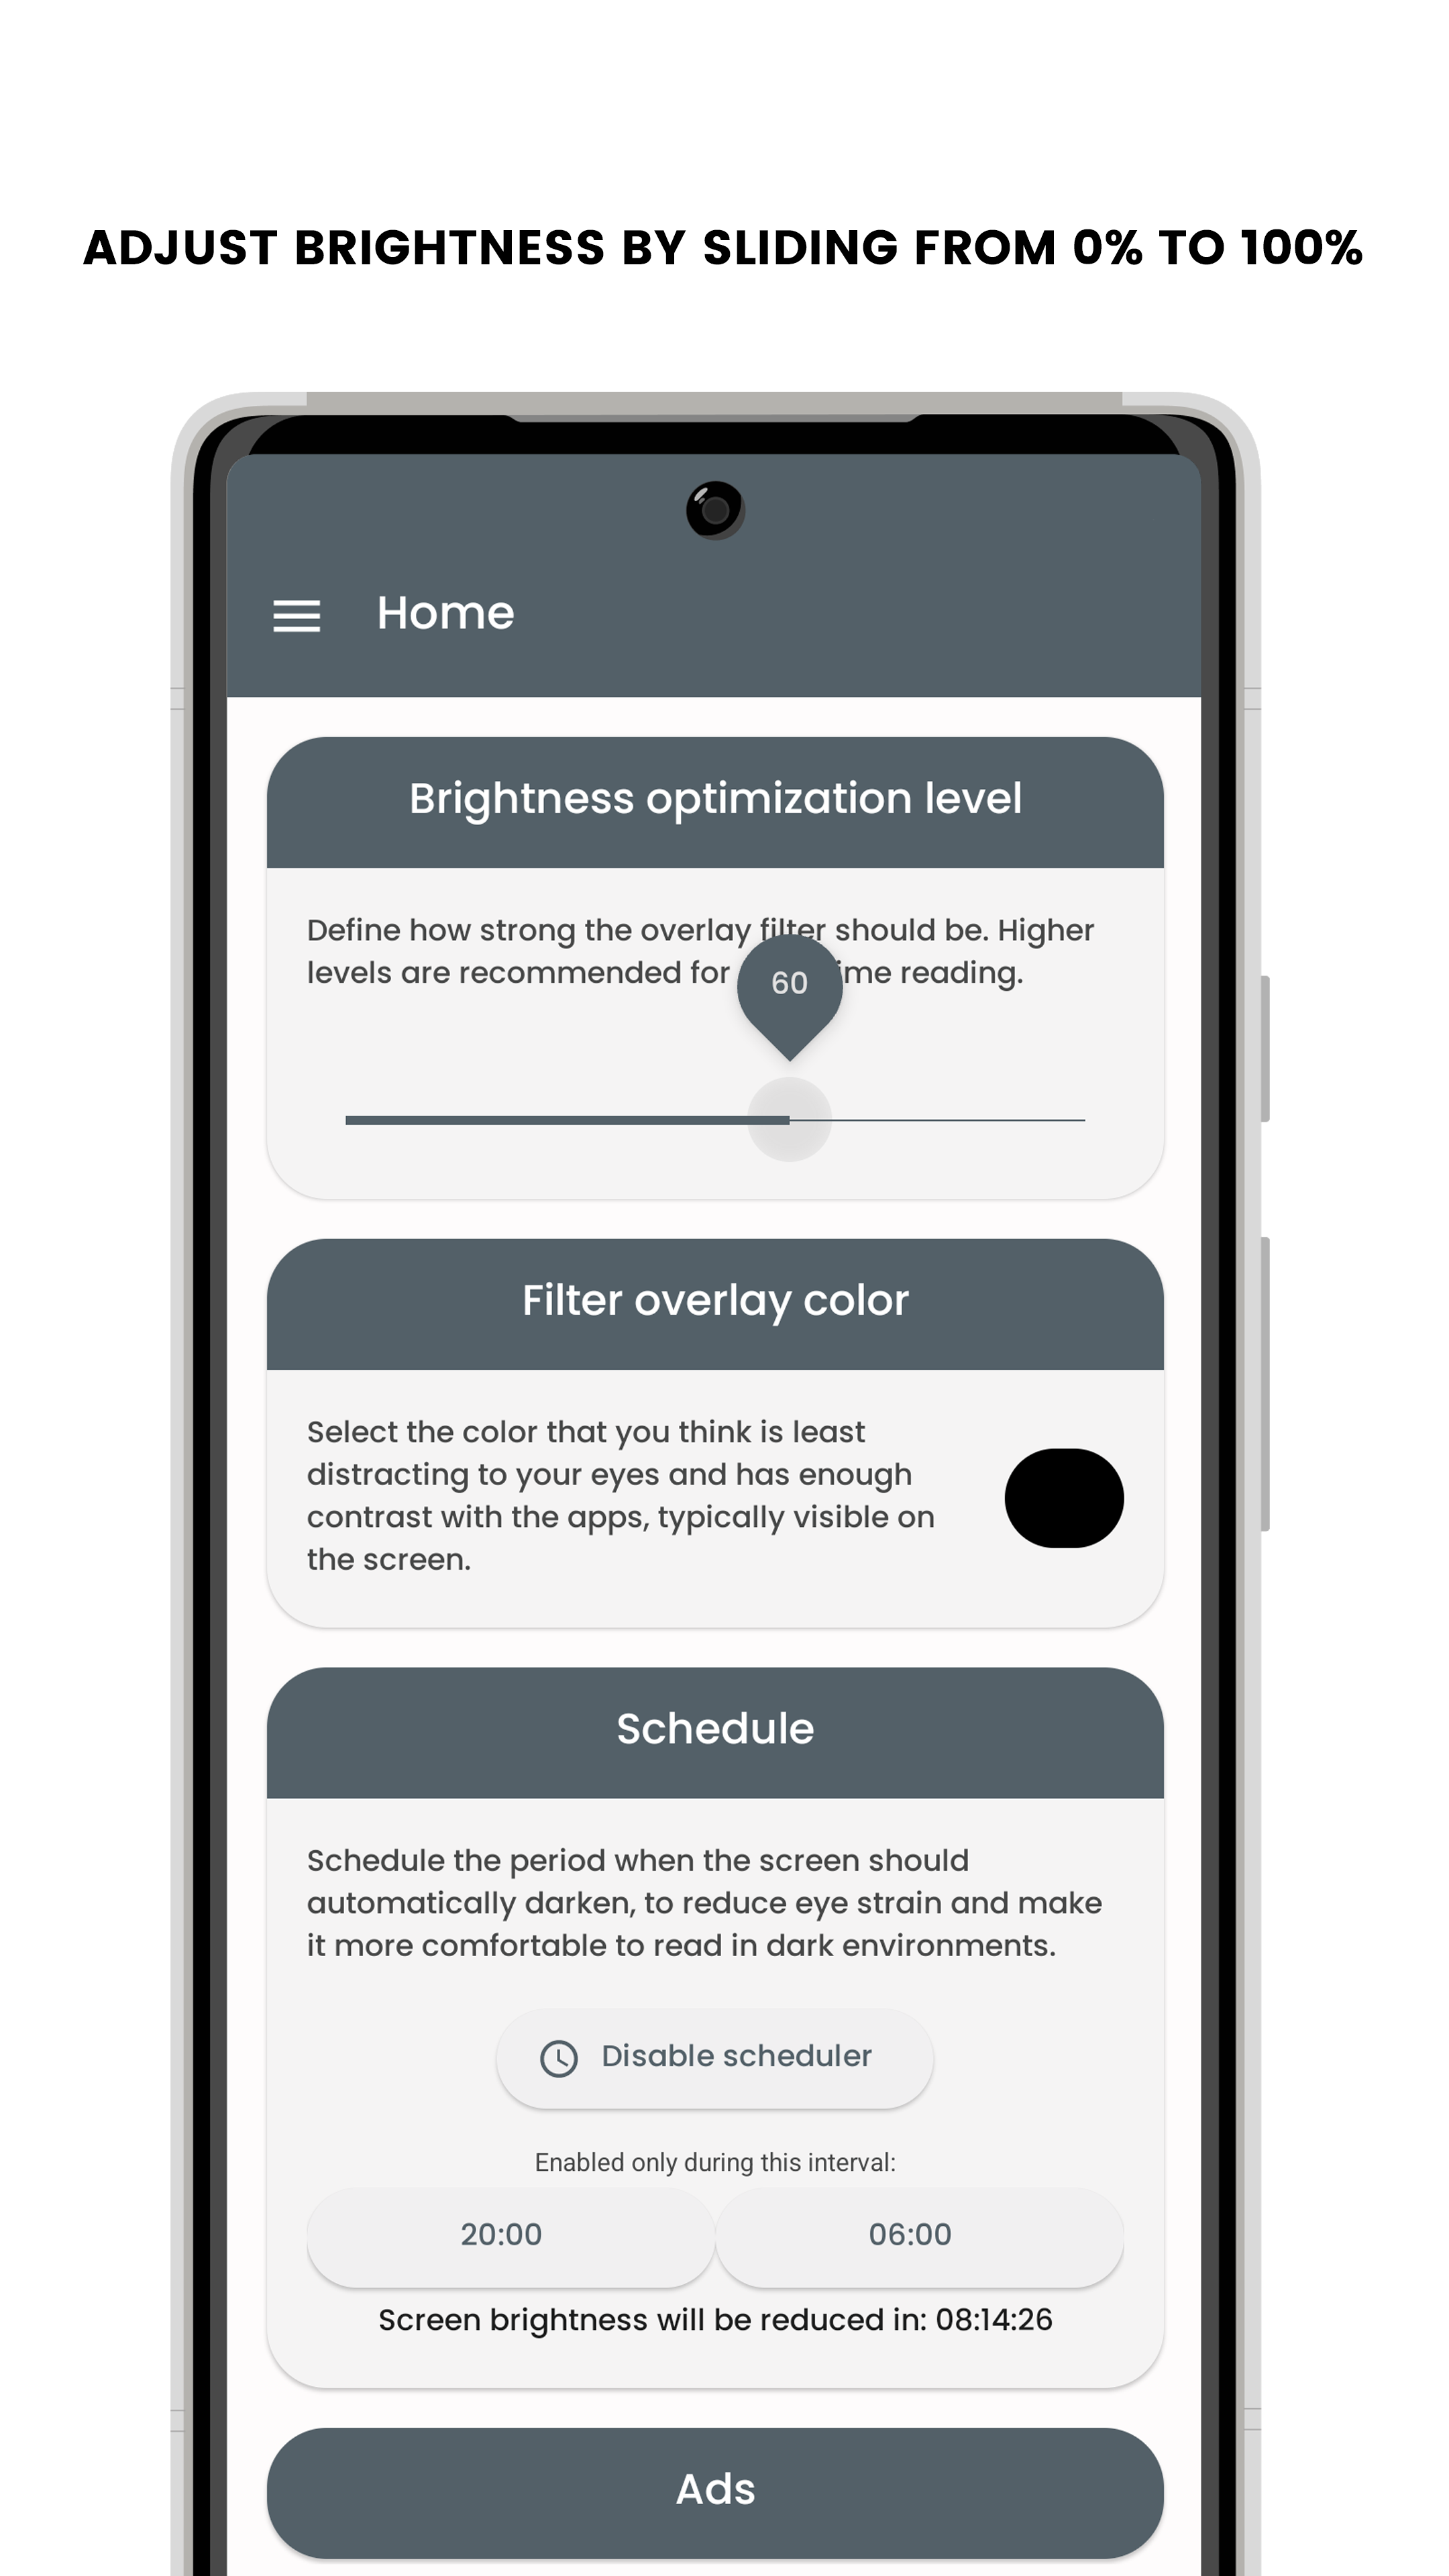 ADJUST BRIGHTNESS BY SLIDING FROM 0% TO 100%
Home
Brightness optimization level
Define how strong the overlay filter should be. Higher
levels are recommended for ime reading.
60
Filter overlay color
Select the color that you think is least
distracting to your eyes and has enough
contrast with the apps, typically visible on
the screen.
Schedule
Schedule the period when the screen should
automatically darken, to reduce eye strain and make
it more comfortable to read in dark environments.
Disable scheduler
Enabled only during this interval:
20:00 06:00
Screen brightness will be reduced in: 08:14:26
Ads